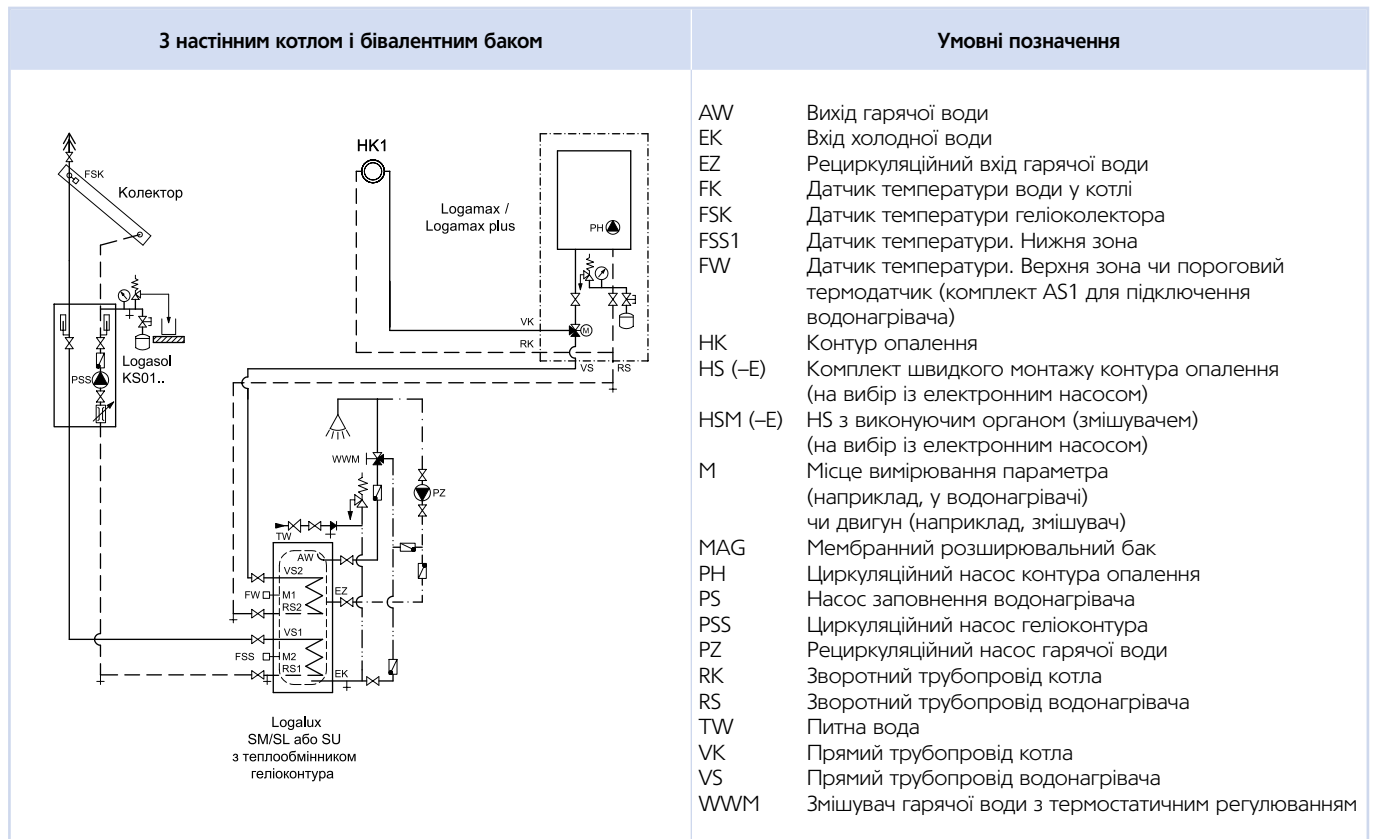 З настінним котлом і бівалентним баком
FSK
Колектор
HK1
Logamax /
Logamax plus
PH
VK
M
RK
VS
RS
Logasol
KS01..
PSS
WWM
PZ
TW
AW
VS2
FW
M1
EZ
RS2
VS1
FSS
M2
RS1
EK
Logalux
SM/SL або SU
з теплообмінником
геліоконтура
Умовні позначення
AW Вихід гарячої води
EK Вхід холодної води
EZ Рециркуляційний вхід гарячої води
FK Датчик температури води у котлі
FSK Датчик температури геліоколектора
FSS1 Датчик температури. Нижня зона
FW Датчик температури. Верхня зона чи пороговий
термодатчик (комплект AS1 для підключення
водонагрівача)
HK Контур опалення
HS (–E) Комплект швидкого монтажу контура опалення
(на вибір із електронним насосом)
HSM (–E) HS з виконуючим органом (змішувачем)
(на вибір із електронним насосом)
M Місце вимірювання параметра
(наприклад, у водонагрівачі)
чи двигун (наприклад, змішувач)
MAG Мембранний розширювальний бак
PH Циркуляційний насос контура опалення
PS Насос заповнення водонагрівача
PSS Циркуляційний насос геліоконтура
PZ Рециркуляційний насос гарячої води
RK Зворотний трубопровід котла
RS Зворотний трубопровід водонагрівача
TW Питна вода
VK Прямий трубопровід котла
VS Прямий трубопровід водонагрівача
WWM Змішувач гарячої води з термостатичним регулюванням